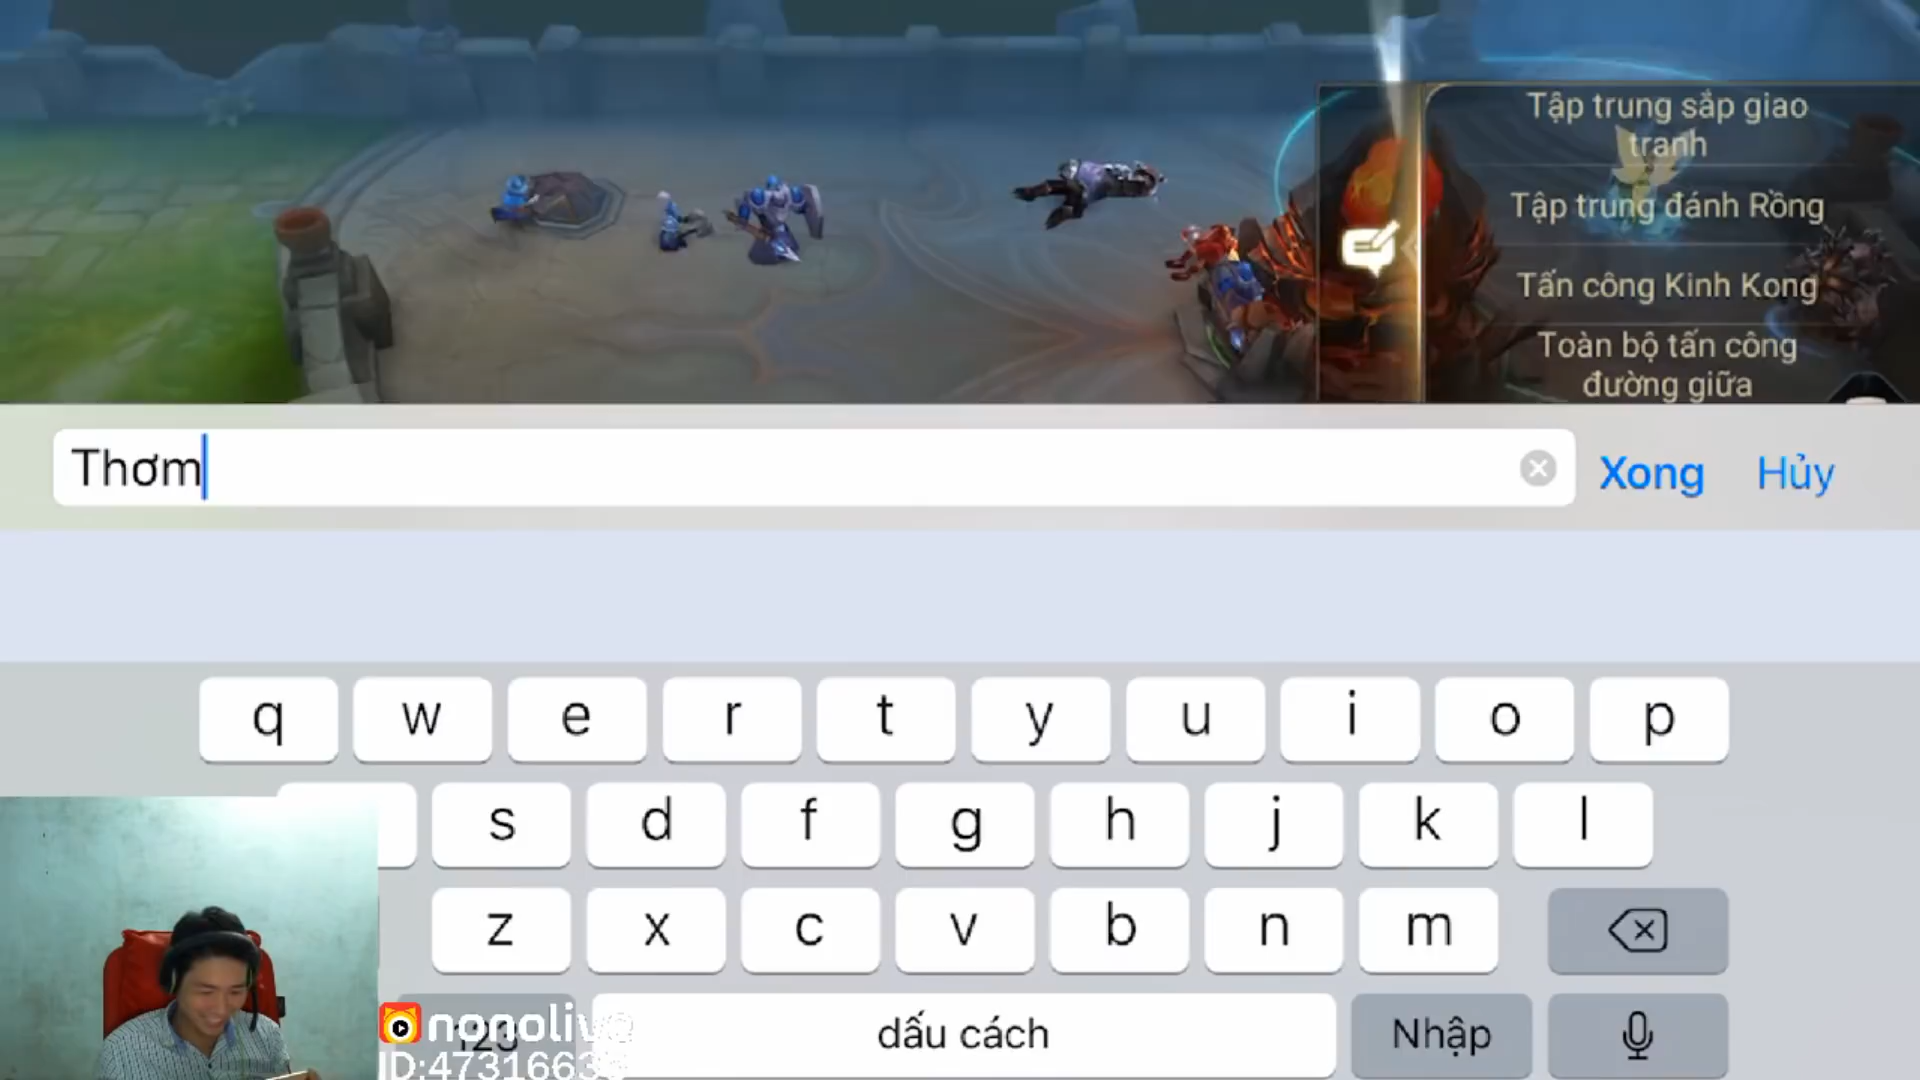 Tập trung sắp giao
tranh
Tập trung đánh Rồng
Tấn công Kinh Kong
Toàn bộ tấn công
đường giữa
Thơm
Xong
Hủy
q w e r t y u i o p
s d f g h j k l
z x c v b n m
123
dấu cách
Nhập
nonolive